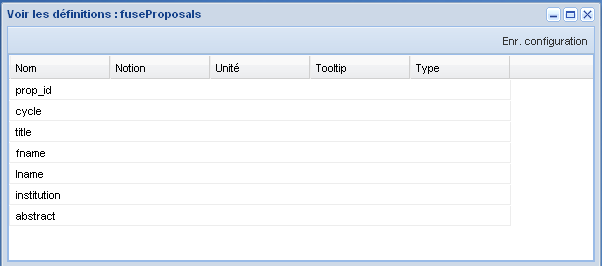 Voir les définitions : fuseProposals
Enr. configuration
Nom Notion Unité Tooltip Type
prop_id
cycle
title
fname
lname
institution
abstract